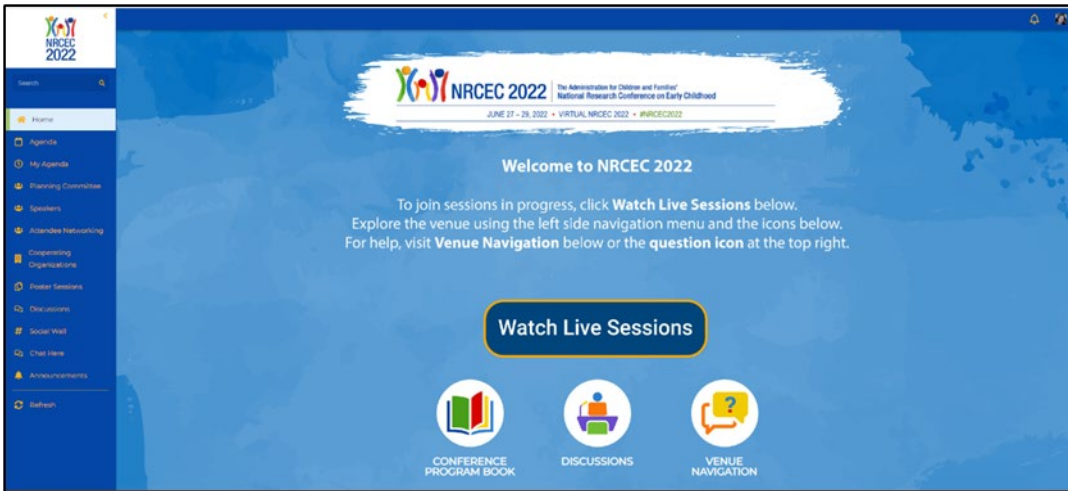 NRCEC
2022
Search
Home
Agenda
My Agenda
Planning Committee
Speakers
Attendee Networking
Cooperating
Organizations
Poster Sessions
Discussions
Social Wall
Chat Here
Announcements
Refresh
NRCEC 2022
The Administration for Children and Families'
National Research Conference on Early Childhood
JUNE 27 – 29, 2022 • VIRTUAL NRCEC 2022 • #NRCEC2022
Welcome to NRCEC 2022
To join sessions in progress, click Watch Live Sessions below.
Explore the venue using the left side navigation menu and the icons below.
For help, visit Venue Navigation below or the question icon at the top right.
Watch Live Sessions
CONFERENCE
PROGRAM BOOK
DISCUSSIONS
?
VENUE
NAVIGATION